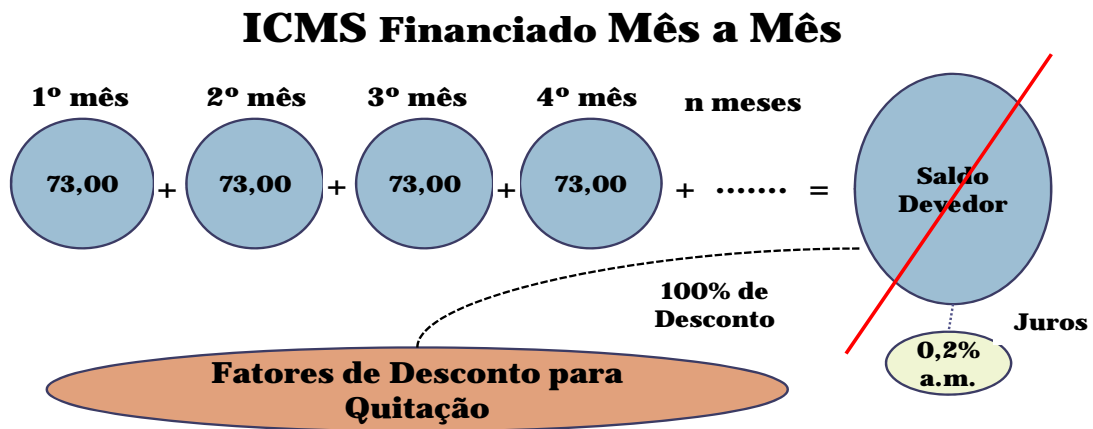 ICMS Financiado Mês a Mês
1º mês 2º mês 3º mês 4º mês n meses
73,00 + 73,00 + 73,00 + 73,00 + ....... = Saldo
Devedor
100% de
Desconto
Juros
0,2%
a.m.
Fatores de Desconto para
Quitação